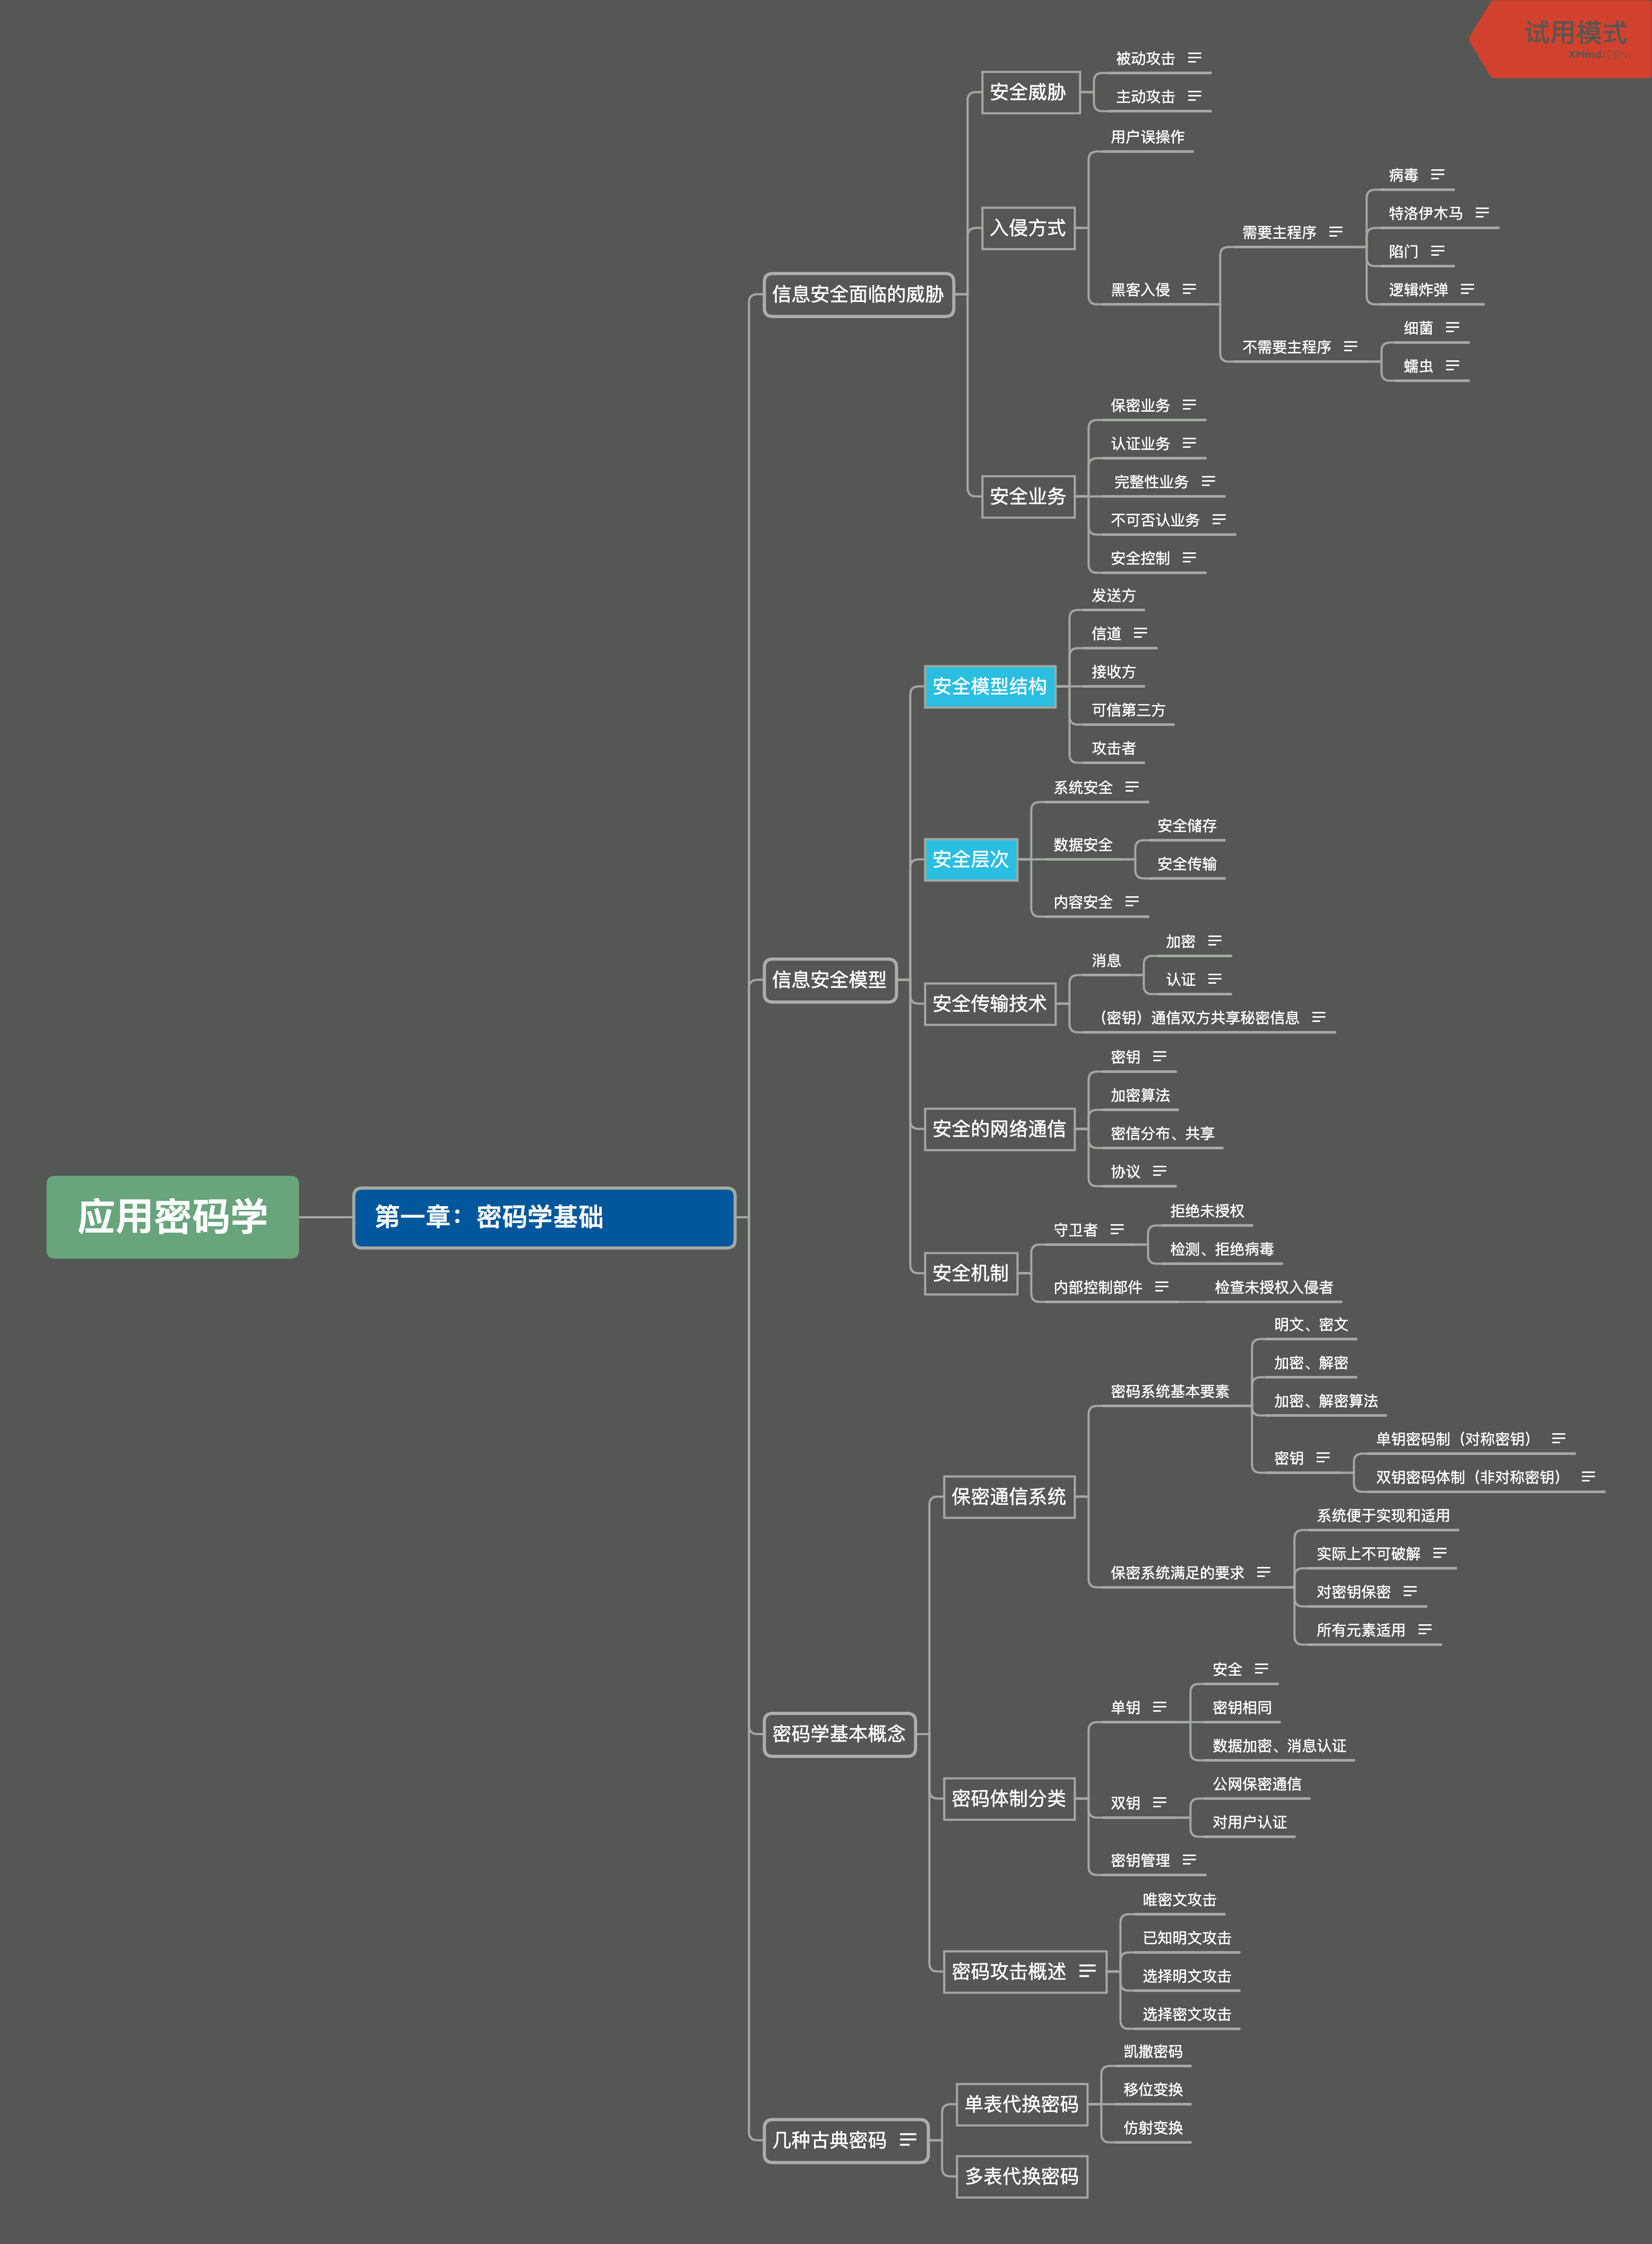 试用模式
XMind:ZEN
应用密码学
第一章：密码学基础
信息安全面临的威胁
安全威胁
被动攻击
主动攻击
入侵方式
用户误操作
黑客入侵
需要主程序
病毒
特洛伊木马
陷门
逻辑炸弹
不需要主程序
细菌
蠕虫
安全业务
保密业务
认证业务
完整性业务
不可否认业务
安全控制
信息安全模型
安全模型结构
发送方
信道
接收方
可信第三方
攻击者
安全层次
系统安全
数据安全
安全储存
安全传输
内容安全
安全传输技术
消息
加密
认证
（密钥）通信双方共享秘密信息
安全的网络通信
密钥
加密算法
密信分布、共享
协议
安全机制
守卫者
拒绝未授权
检测、拒绝病毒
内部控制部件
检查未授权入侵者
密码学基本概念
保密通信系统
密码系统基本要素
明文、密文
加密、解密
加密、解密算法
密钥
单钥密码制（对称密钥）
双钥密码体制（非对称密钥）
保密系统满足的要求
系统便于实现和适用
实际上不可破解
对密钥保密
所有元素适用
密码体制分类
单钥
安全
密钥相同
数据加密、消息认证
双钥
公网保密通信
对用户认证
密钥管理
密码攻击概述
唯密文攻击
已知明文攻击
选择明文攻击
选择密文攻击
几种古典密码
单表代换密码
凯撒密码
移位变换
仿射变换
多表代换密码